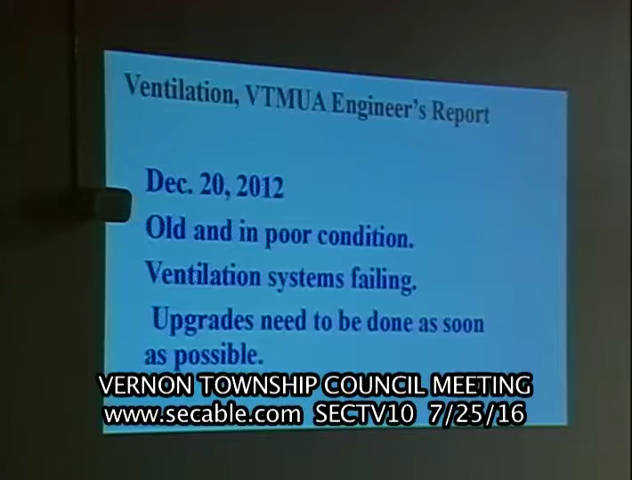 Ventilation, VTMUA Engineer's Report
Dec. 20, 2012
Old and in poor condition.
Ventilation systems failing.
Upgrades need to be done as soon
as possible.
VERNON TOWNSHIP COUNCIL MEETING
www.secable.com SECTV10 7/25/16